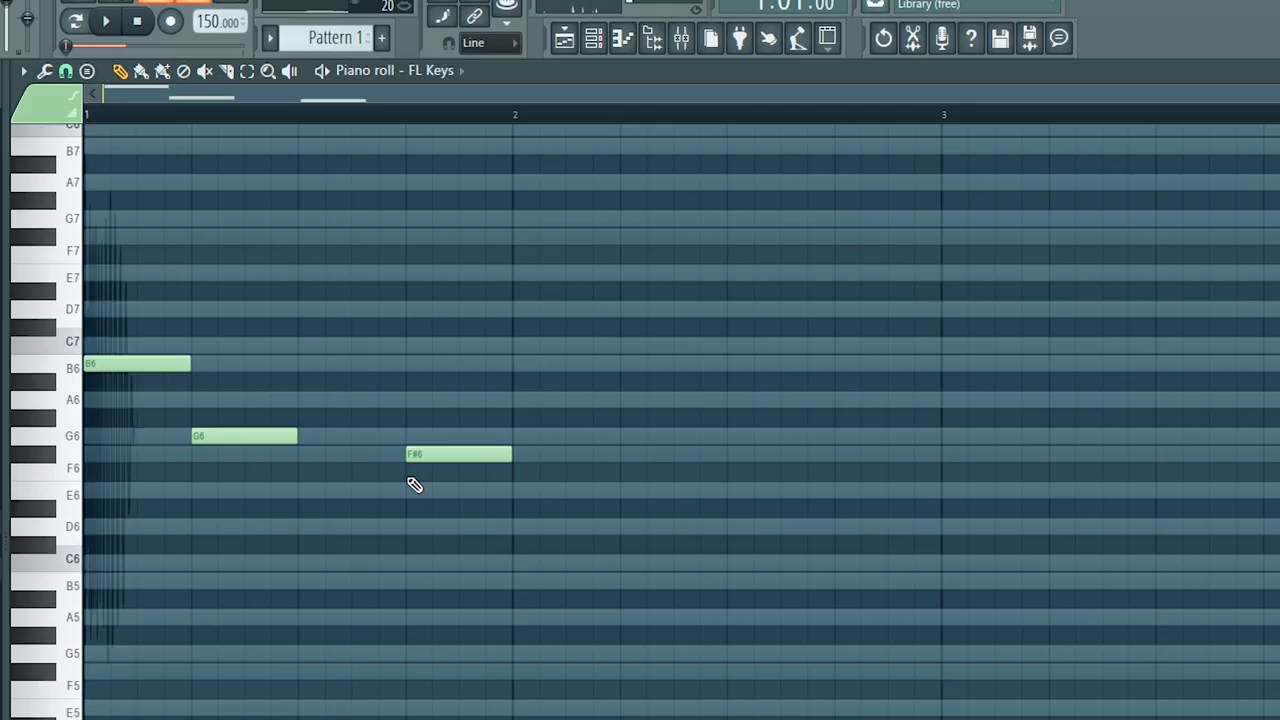 20
1:01:00
Library (free)
150.000
Pattern 1
+
Line
?
Piano roll - FL Keys
1
2
3
C8
B7
A7
G7
F7
E7
D7
C7
B6
B6
A6
G6
G6
F#6
F6
E6
D6
C6
B5
A5
G5
F5
E5